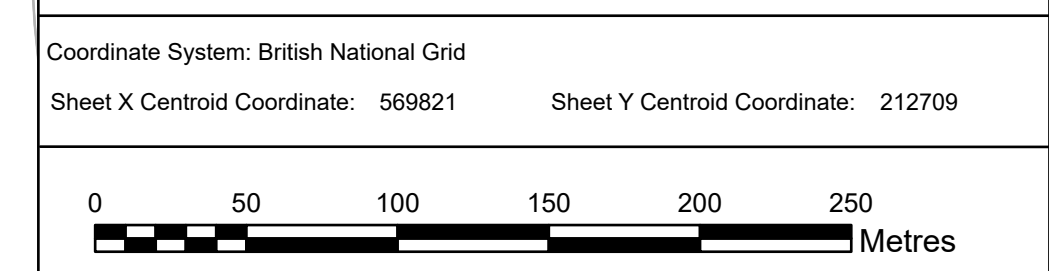 Coordinate System: British National Grid
Sheet X Centroid Coordinate: 569821 Sheet Y Centroid Coordinate: 212709
0 50 100 150 200 250
Metres